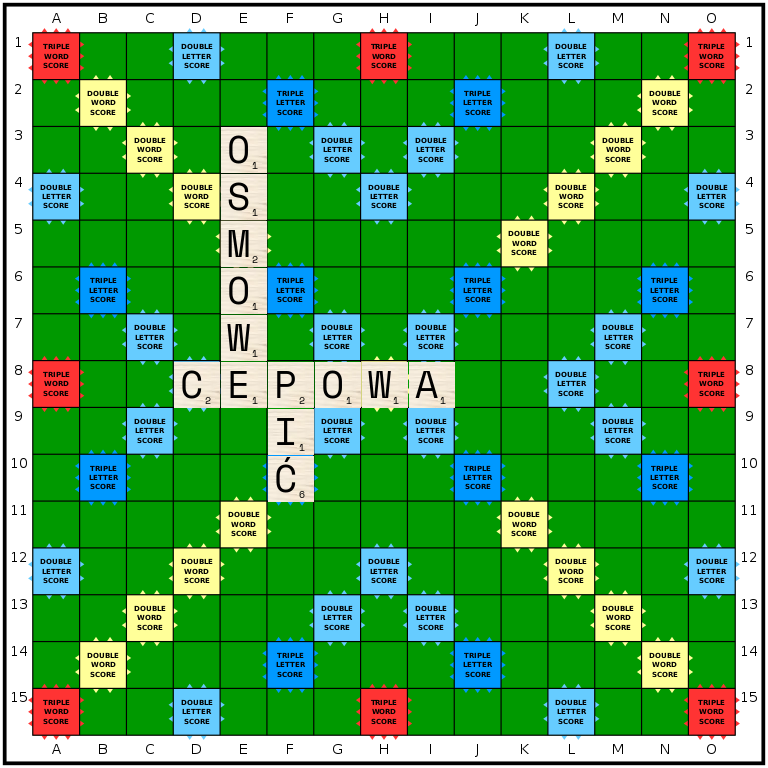 A B C D E F G H I J K L M N O
1 TRIPLE DOUBLE TRIPLE DOUBLE TRIPLE 1
WORD LETTER WORD LETTER WORD
SCORE SCORE SCORE SCORE SCORE
2 DOUBLE TRIPLE TRIPLE DOUBLE 2
WORD LETTER LETTER WORD
SCORE SCORE SCORE SCORE
3 DOUBLE O1 DOUBLE DOUBLE DOUBLE 3
WORD LETTER LETTER WORD
SCORE SCORE SCORE SCORE
4 DOUBLE DOUBLE S1 DOUBLE DOUBLE DOUBLE 4
LETTER WORD LETTER WORD LETTER
SCORE SCORE SCORE SCORE SCORE
5 M2 DOUBLE 5
WORD
SCORE
6 TRIPLE O1 TRIPLE TRIPLE TRIPLE 6
LETTER LETTER LETTER LETTER
SCORE SCORE SCORE SCORE
7 DOUBLE W1 DOUBLE DOUBLE DOUBLE 7
LETTER LETTER LETTER LETTER
SCORE SCORE SCORE SCORE
8 TRIPLE C2 E1 P2 O1 W1 A1 DOUBLE TRIPLE 8
WORD LETTER WORD
SCORE SCORE SCORE
9 DOUBLE I1 DOUBLE DOUBLE DOUBLE 9
LETTER LETTER LETTER LETTER
SCORE SCORE SCORE SCORE
10 TRIPLE Ć6 TRIPLE TRIPLE 10
LETTER LETTER LETTER
SCORE SCORE SCORE
11 DOUBLE DOUBLE 11
WORD WORD
SCORE SCORE
12 DOUBLE DOUBLE DOUBLE DOUBLE DOUBLE 12
LETTER WORD LETTER WORD LETTER
SCORE SCORE SCORE SCORE SCORE
13 DOUBLE DOUBLE DOUBLE DOUBLE 13
WORD LETTER LETTER WORD
SCORE SCORE SCORE SCORE
14 DOUBLE TRIPLE TRIPLE DOUBLE 14
WORD LETTER LETTER WORD
SCORE SCORE SCORE SCORE
15 TRIPLE DOUBLE TRIPLE DOUBLE TRIPLE 15
WORD LETTER WORD LETTER WORD
SCORE SCORE SCORE SCORE SCORE
A B C D E F G H I J K L M N O